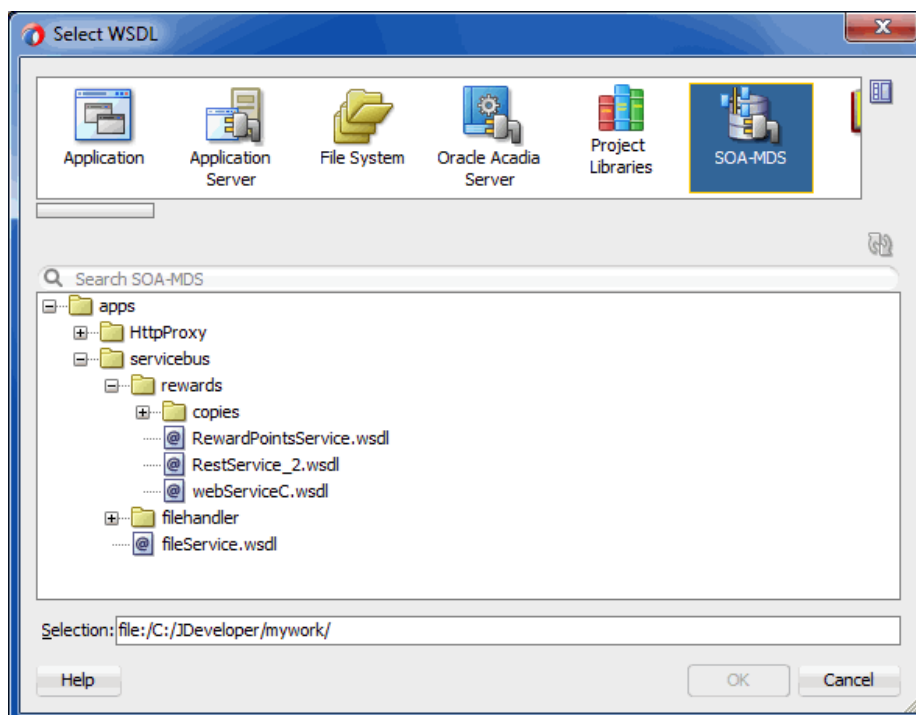 Select WSDL
Application
Application Server
File System
Oracle Acadia Server
Project Libraries
SOA-MDS
Search SOA-MDS
apps
HttpProxy
servicebus
rewards
copies
RewardPointsService.wsdl
RestService_2.wsdl
webServiceC.wsdl
filehandler
fileService.wsdl
Selection: file:/C:/JDeveloper/mywork/
Help
OK
Cancel